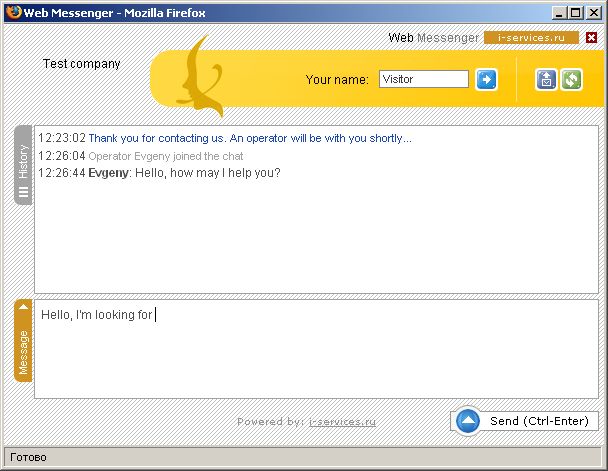 Web Messenger - Mozilla Firefox
Web Messenger i-services.ru
Test company
Your name: Visitor
History
12:23:02 Thank you for contacting us. An operator will be with you shortly...
12:26:04 Operator Evgeny joined the chat
12:26:44 Evgeny: Hello, how may I help you?
Message
Hello, I'm looking for
Powered by: i-services.ru
Send (Ctrl-Enter)
Готово